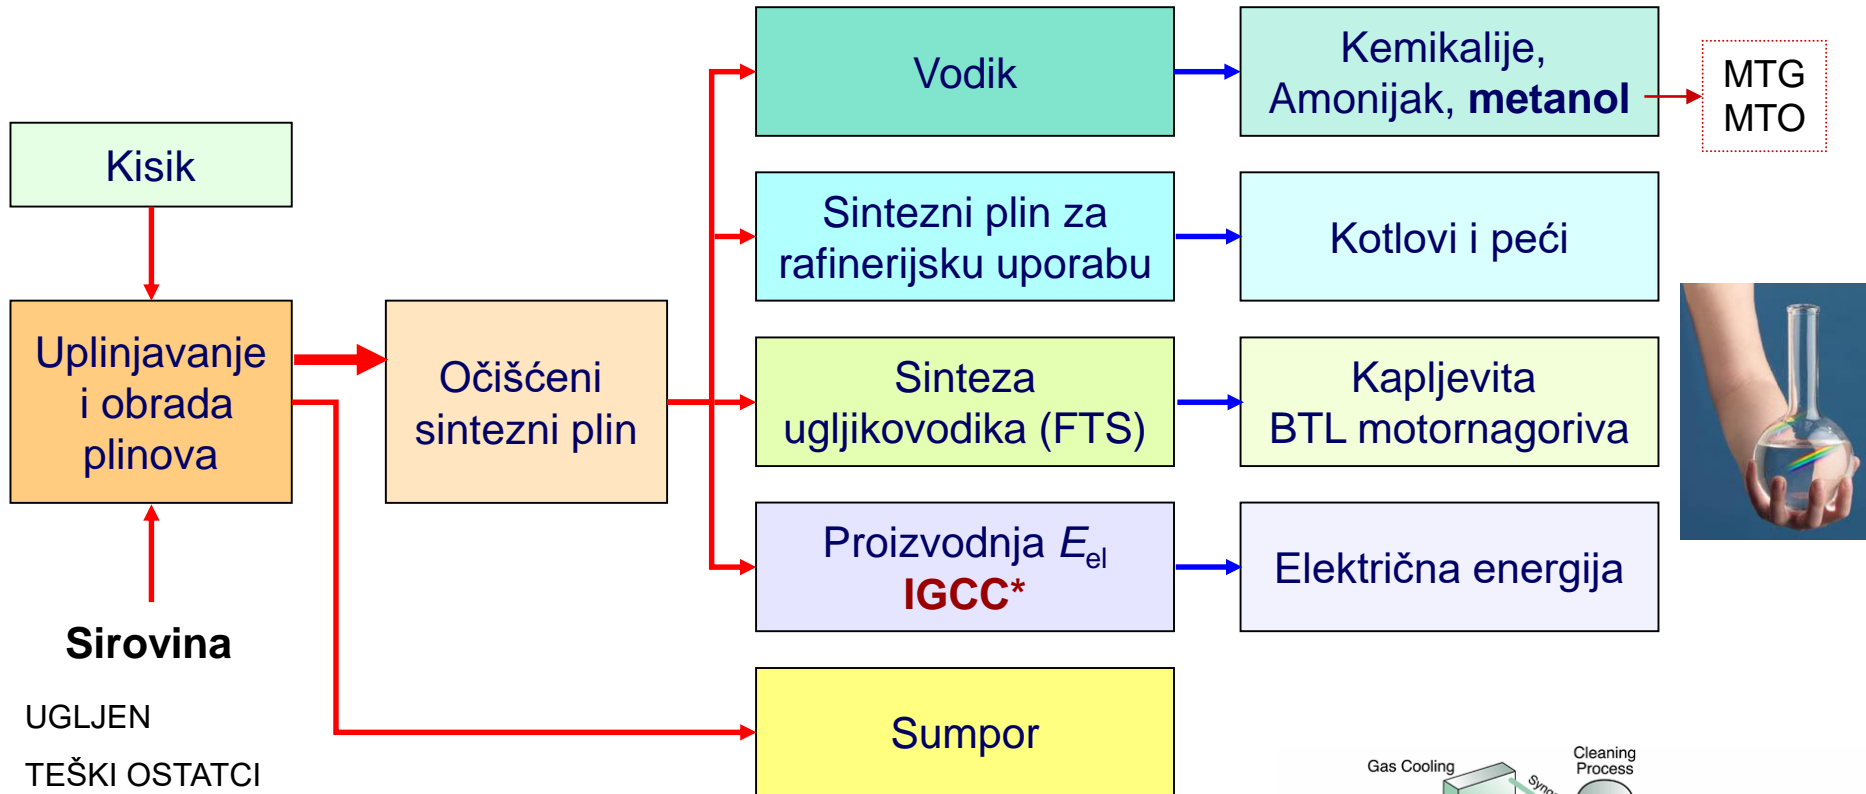 Kisik
Uplinjavanje
i obrada
plinova
Sirovina
UGLJEN
TEŠKI OSTATCI
Očišćeni
sintezni plin
Vodik
Kemikalije,
Amonijak, metanol
MTG
MTO
Sintezni plin za
rafinerijsku uporabu
Kotlovi i peći
Sinteza
ugljikovodika (FTS)
Kapljevita
BTL motornagoriva
Proizvodnja Eel
IGCC*
Eléktrična energija
Sumpor
Gas Cooling
Cleaning
Process